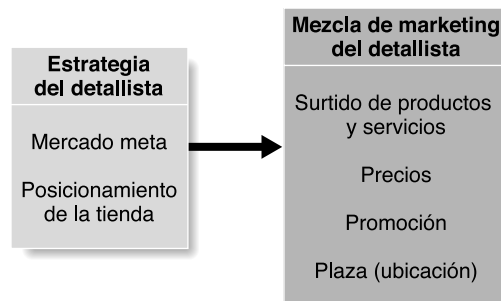 Estrategia
del detallista
Mercado meta
Posicionamiento
de la tienda
Mezcla de marketing
del detallista
Surtido de productos
y servicios
Precios
Promoción
Plaza (ubicación)